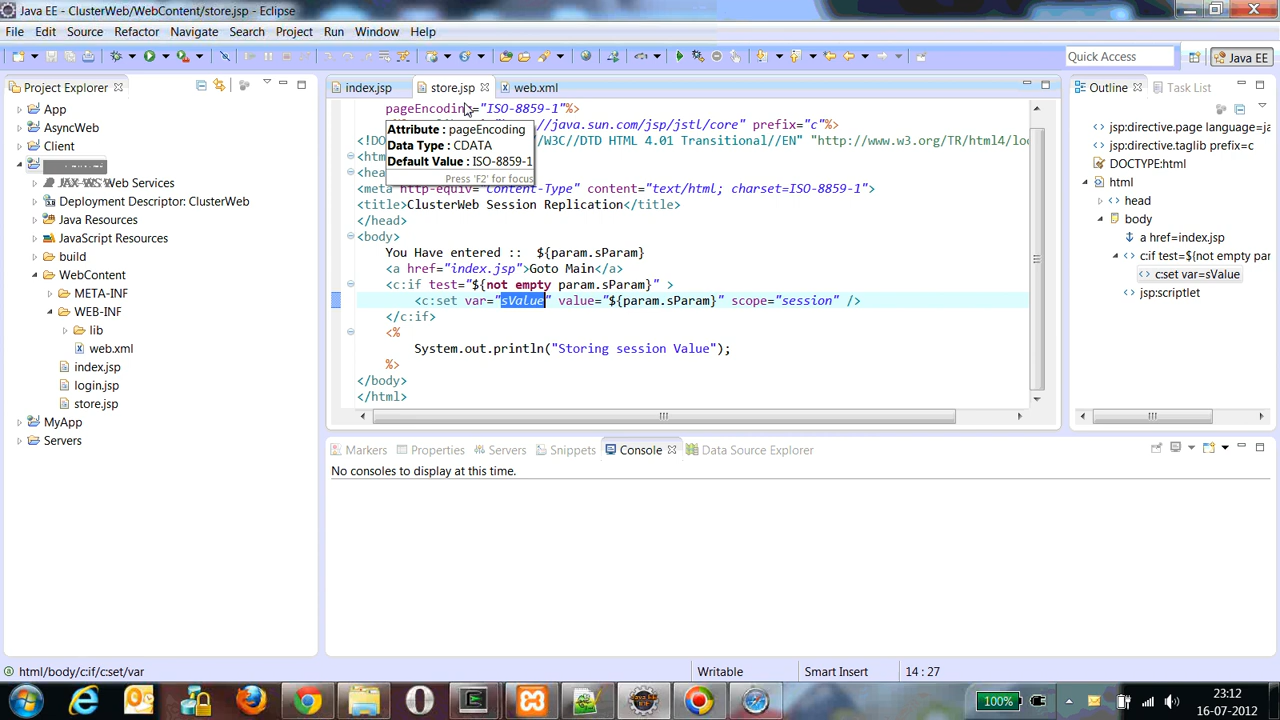 Java EE - ClusterWeb/WebContent/store.jsp - Eclipse
File Edit Source Refactor Navigate Search Project Run Window Help
Quick Access
Java EE
Project Explorer
App
AsyncWeb
Client
Web Services
Deployment Descriptor: ClusterWeb
Java Resources
JavaScript Resources
build
WebContent
META-INF
WEB-INF
lib
web.xml
index.jsp
login.jsp
store.jsp
MyApp
Servers
index.jsp store.jsp web.xml
pageEncoding="ISO-8859-1"%>
//java.sun.com/jsp/jstl/core" prefix="c"%>
<!DO W3C//DTD HTML 4.01 Transitional//EN" "http://www.w3.org/TR/html4/loc
<htm
<hea
<meta http-equiv="Content-Type" content="text/html; charset=ISO-8859-1">
<title>ClusterWeb Session Replication</title>
</head>
<body>
You Have entered :: ${param.sParam}
<a href="index.jsp">Goto Main</a>
<c:if test="${not empty param.sParam}" >
<c:set var="sValue" value="${param.sParam}" scope="session" />
</c:if>
<%
System.out.println("Storing session Value");
%>
</body>
</html>
Attribute : pageEncoding
Data Type : CDATA
Default Value : ISO-8859-1
Press 'F2' for focus
Outline Task List
jsp:directive.page language=ja
jsp:directive.taglib prefix=c
DOCTYPE:html
html
head
body
a href=index.jsp
c:if test=${not empty par
c:set var=sValue
jsp:scriptlet
Markers Properties Servers Snippets Console Data Source Explorer
No consoles to display at this time.
html/body/c:if/c:set/var
Writable
Smart Insert
14 : 27
100%
23:12
16-07-2012